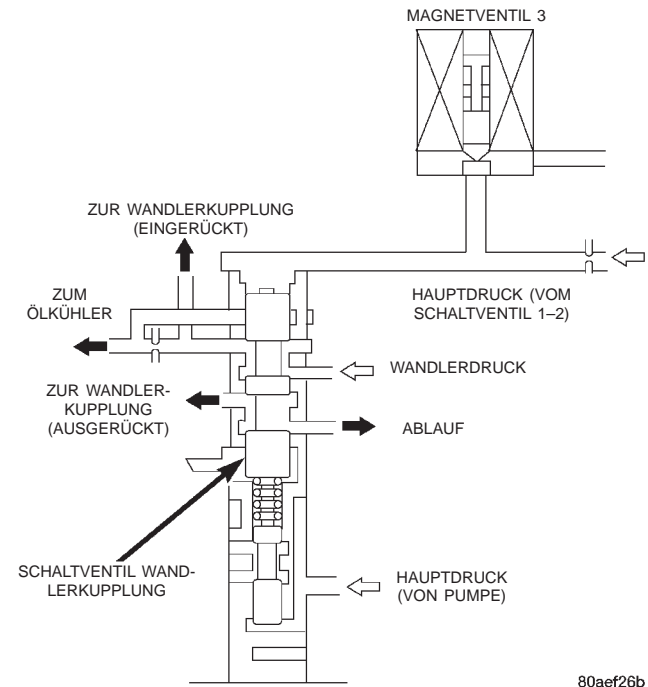 MAGNETVENTIL 3
ZUR WANDLERKUPPLUNG
(EINGERÜCKT)
ZUM
ÖLKÜHLER
HAUPTDRUCK (VOM
SCHALTVENTIL 1–2)
WANDLERDRUCK
ZUR WANDLER-
KUPPLUNG
(AUSGERÜCKT)
ABLAUF
SCHALTVENTIL WAND-
LERKUPPLUNG
HAUPTDRUCK
(VON PUMPE)
80aef26b